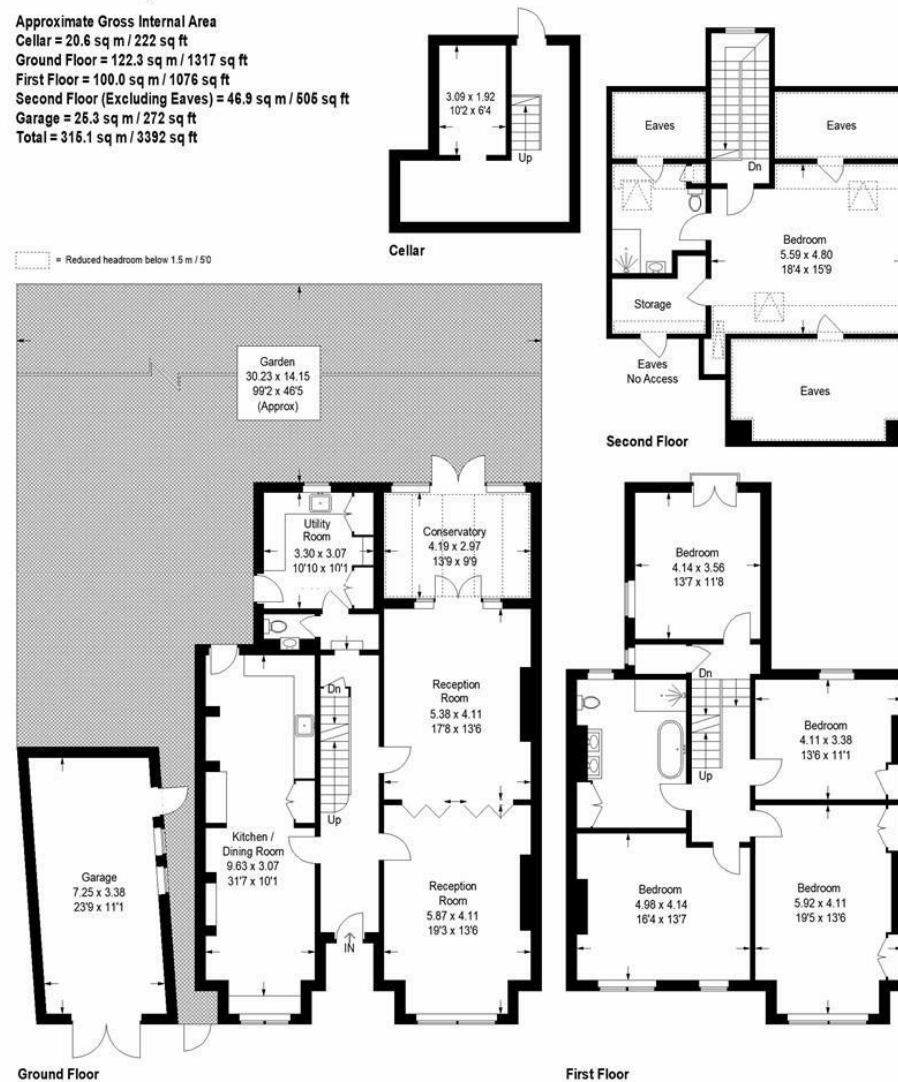 Approximate Gross Internal Area
Cellar = 20.6 sq m / 222 sq ft
Ground Floor = 122.3 sq m / 1317 sq ft
First Floor = 100.0 sq m / 1076 sq ft
Second Floor (Excluding Eaves) = 46.9 sq m / 505 sq ft
Garage = 25.3 sq m / 272 sq ft
Total = 315.1 sq m / 3392 sq ft
= Reduced headroom below 1.5 m / 5'0
3.09 x 1.92
10'2 x 6'4
Up
Cellar
Eaves
Eaves
Dn
Bedroom
5.59 x 4.80
18'4 x 15'9
Storage
Eaves
No Access
Eaves
Second Floor
Garden
30.23 x 14.15
99'2 x 46'5
(Approx)
Utility
Room
3.30 x 3.07
10'10 x 10'1
Conservatory
4.19 x 2.97
13'9 x 9'9
Dn
Up
Reception
Room
5.38 x 4.11
17'8 x 13'6
Kitchen /
Dining Room
9.63 x 3.07
31'7 x 10'1
Reception
Room
5.87 x 4.11
19'3 x 13'6
Garage
7.25 x 3.38
23'9 x 11'1
IN
Ground Floor
Bedroom
4.14 x 3.56
13'7 x 11'8
Dn
Up
Bedroom
4.11 x 3.38
13'6 x 11'1
Bedroom
4.98 x 4.14
16'4 x 13'7
Bedroom
5.92 x 4.11
19'5 x 13'6
First Floor